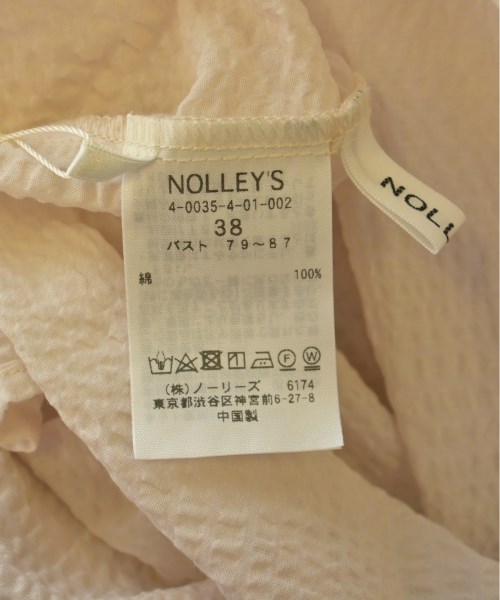 NOLLEY'S
4-0035-4-01-002
38
バスト 79～87
綿 100%
F W
(株)ノーリーズ 6174
東京都渋谷区神宮前6-27-8
中国製
NOLL